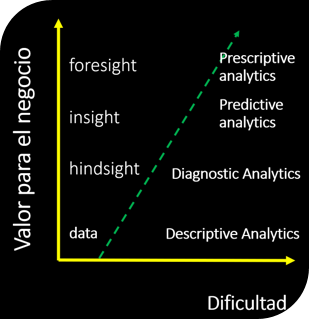 Valor para el negocio
foresight
Prescriptive
analytics
insight
Predictive
analytics
hindsight
Diagnostic Analytics
data
Descriptive Analytics
Dificultad